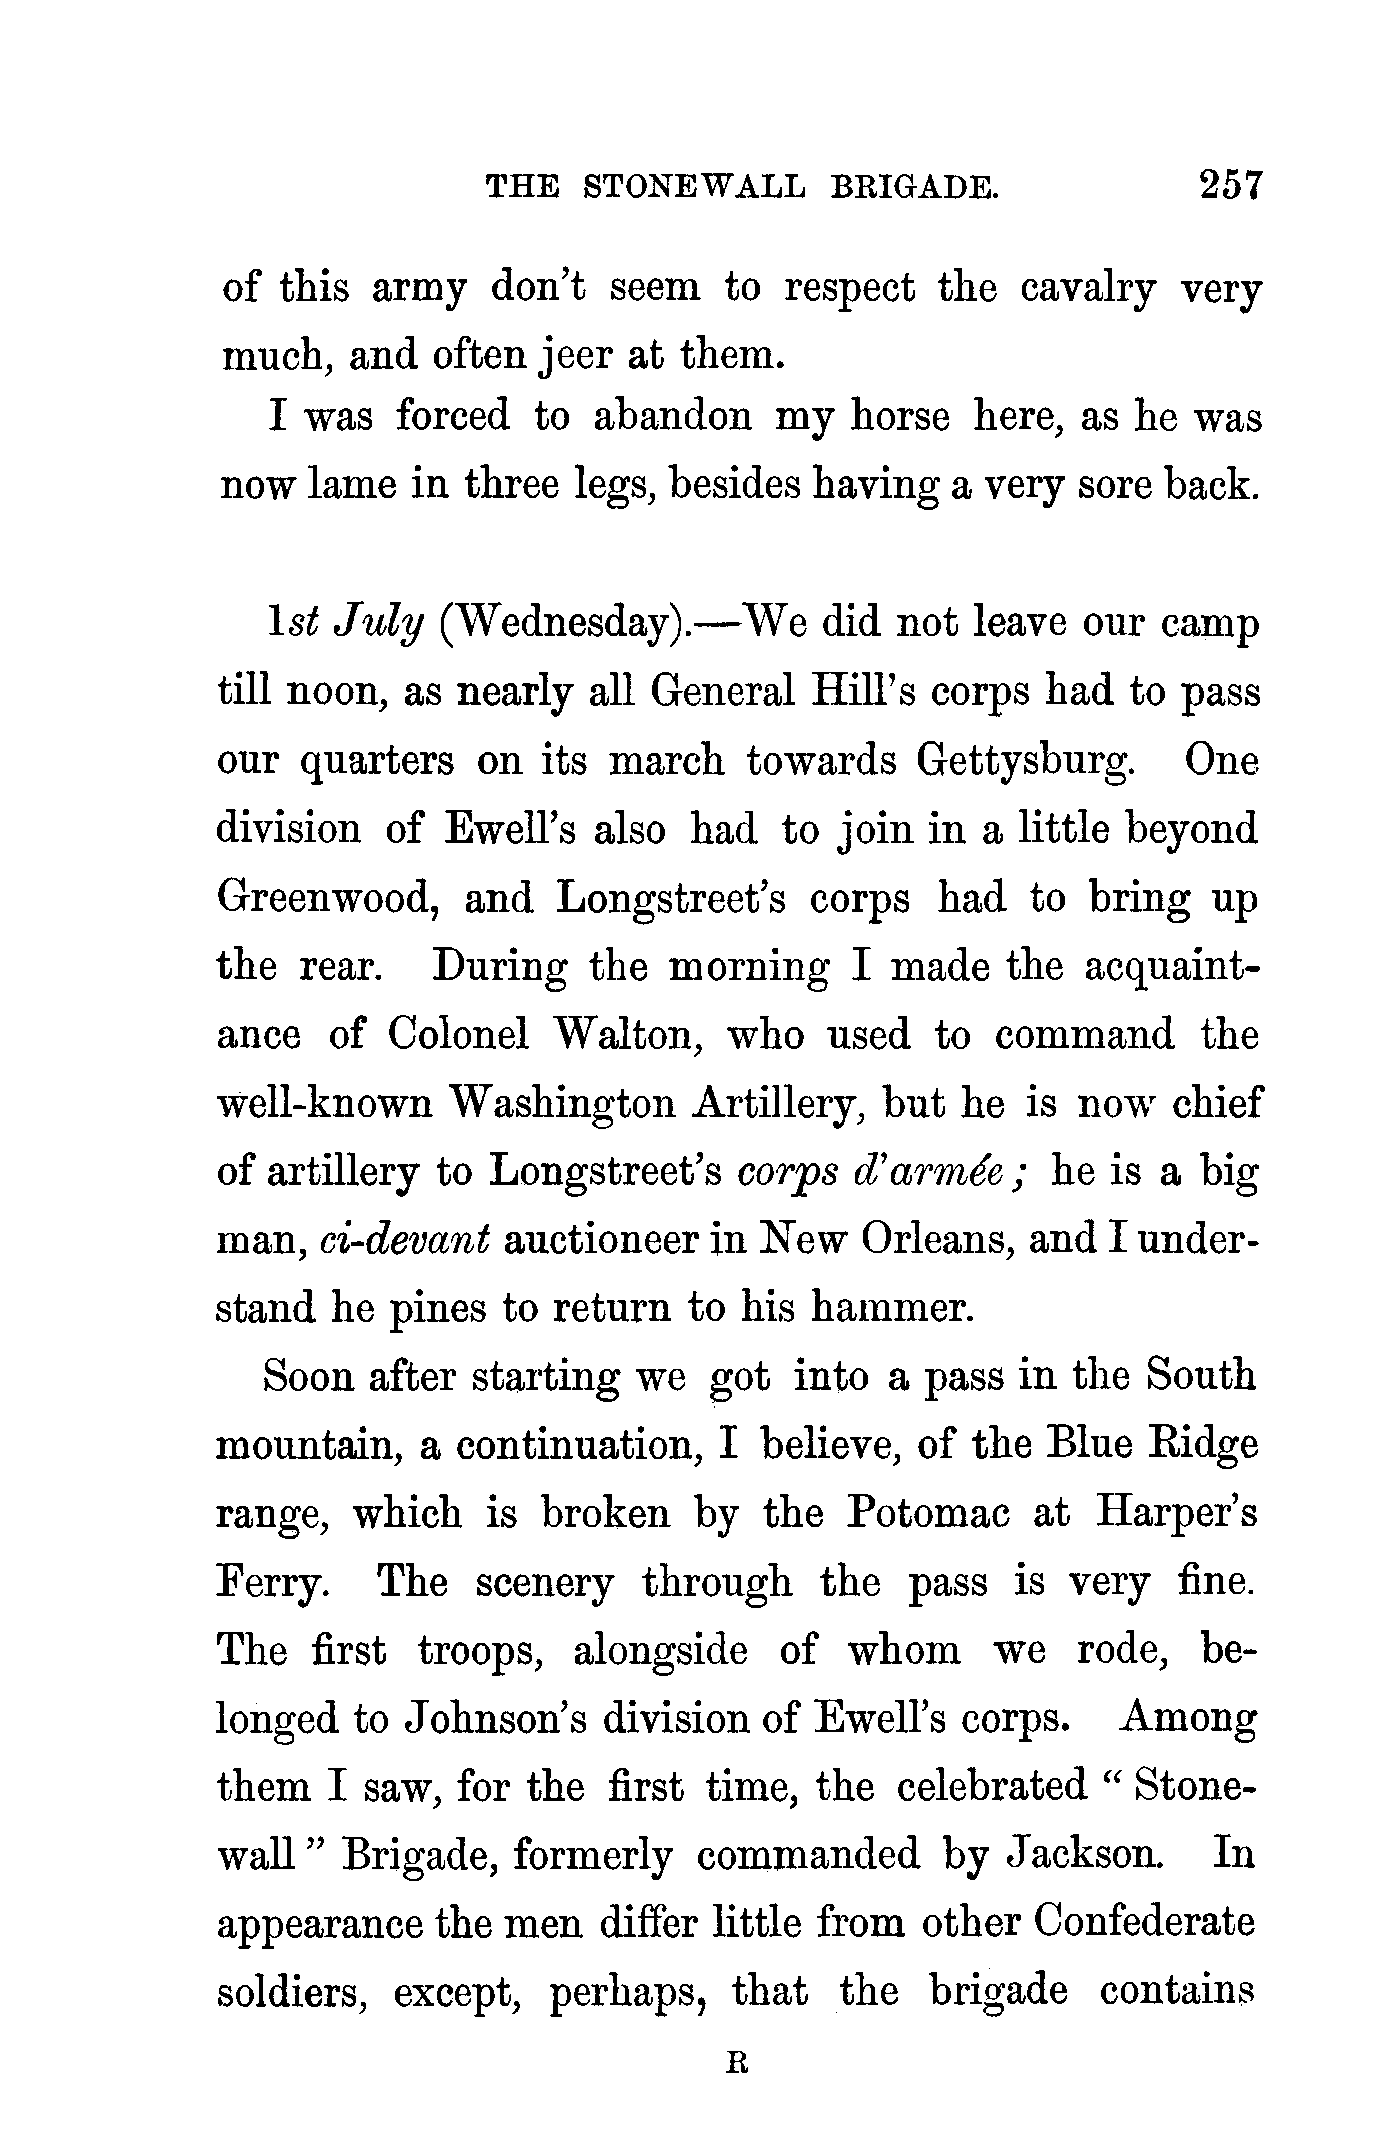 THE STONEWALL BRIGADE. 257
of this army don't seem to respect the cavalry very
much, and often jeer at them.
I was forced to abandon my horse here, as he was
now lame in three legs, besides having a very sore back.
1st July (Wednesday).—We did not leave our camp
till noon, as nearly all General Hill's corps had to pass
our quarters on its march towards Gettysburg. One
division of Ewell's also had to join in a little beyond
Greenwood, and Longstreet's corps had to bring up
the rear. During the morning I made the acquaint-
ance of Colonel Walton, who used to command the
well-known Washington Artillery, but he is now chief
of artillery to Longstreet's corps d'armée; he is a big
man, ci-devant auctioneer in New Orleans, and I under-
stand he pines to return to his hammer.
Soon after starting we got into a pass in the South
mountain, a continuation, I believe, of the Blue Ridge
range, which is broken by the Potomac at Harper's
Ferry. The scenery through the pass is very fine.
The first troops, alongside of whom we rode, be-
longed to Johnson's division of Ewell's corps. Among
them I saw, for the first time, the celebrated “ Stone-
wall ” Brigade, formerly commanded by Jackson. In
appearance the men differ little from other Confederate
soldiers, except, perhaps, that the brigade contains
R